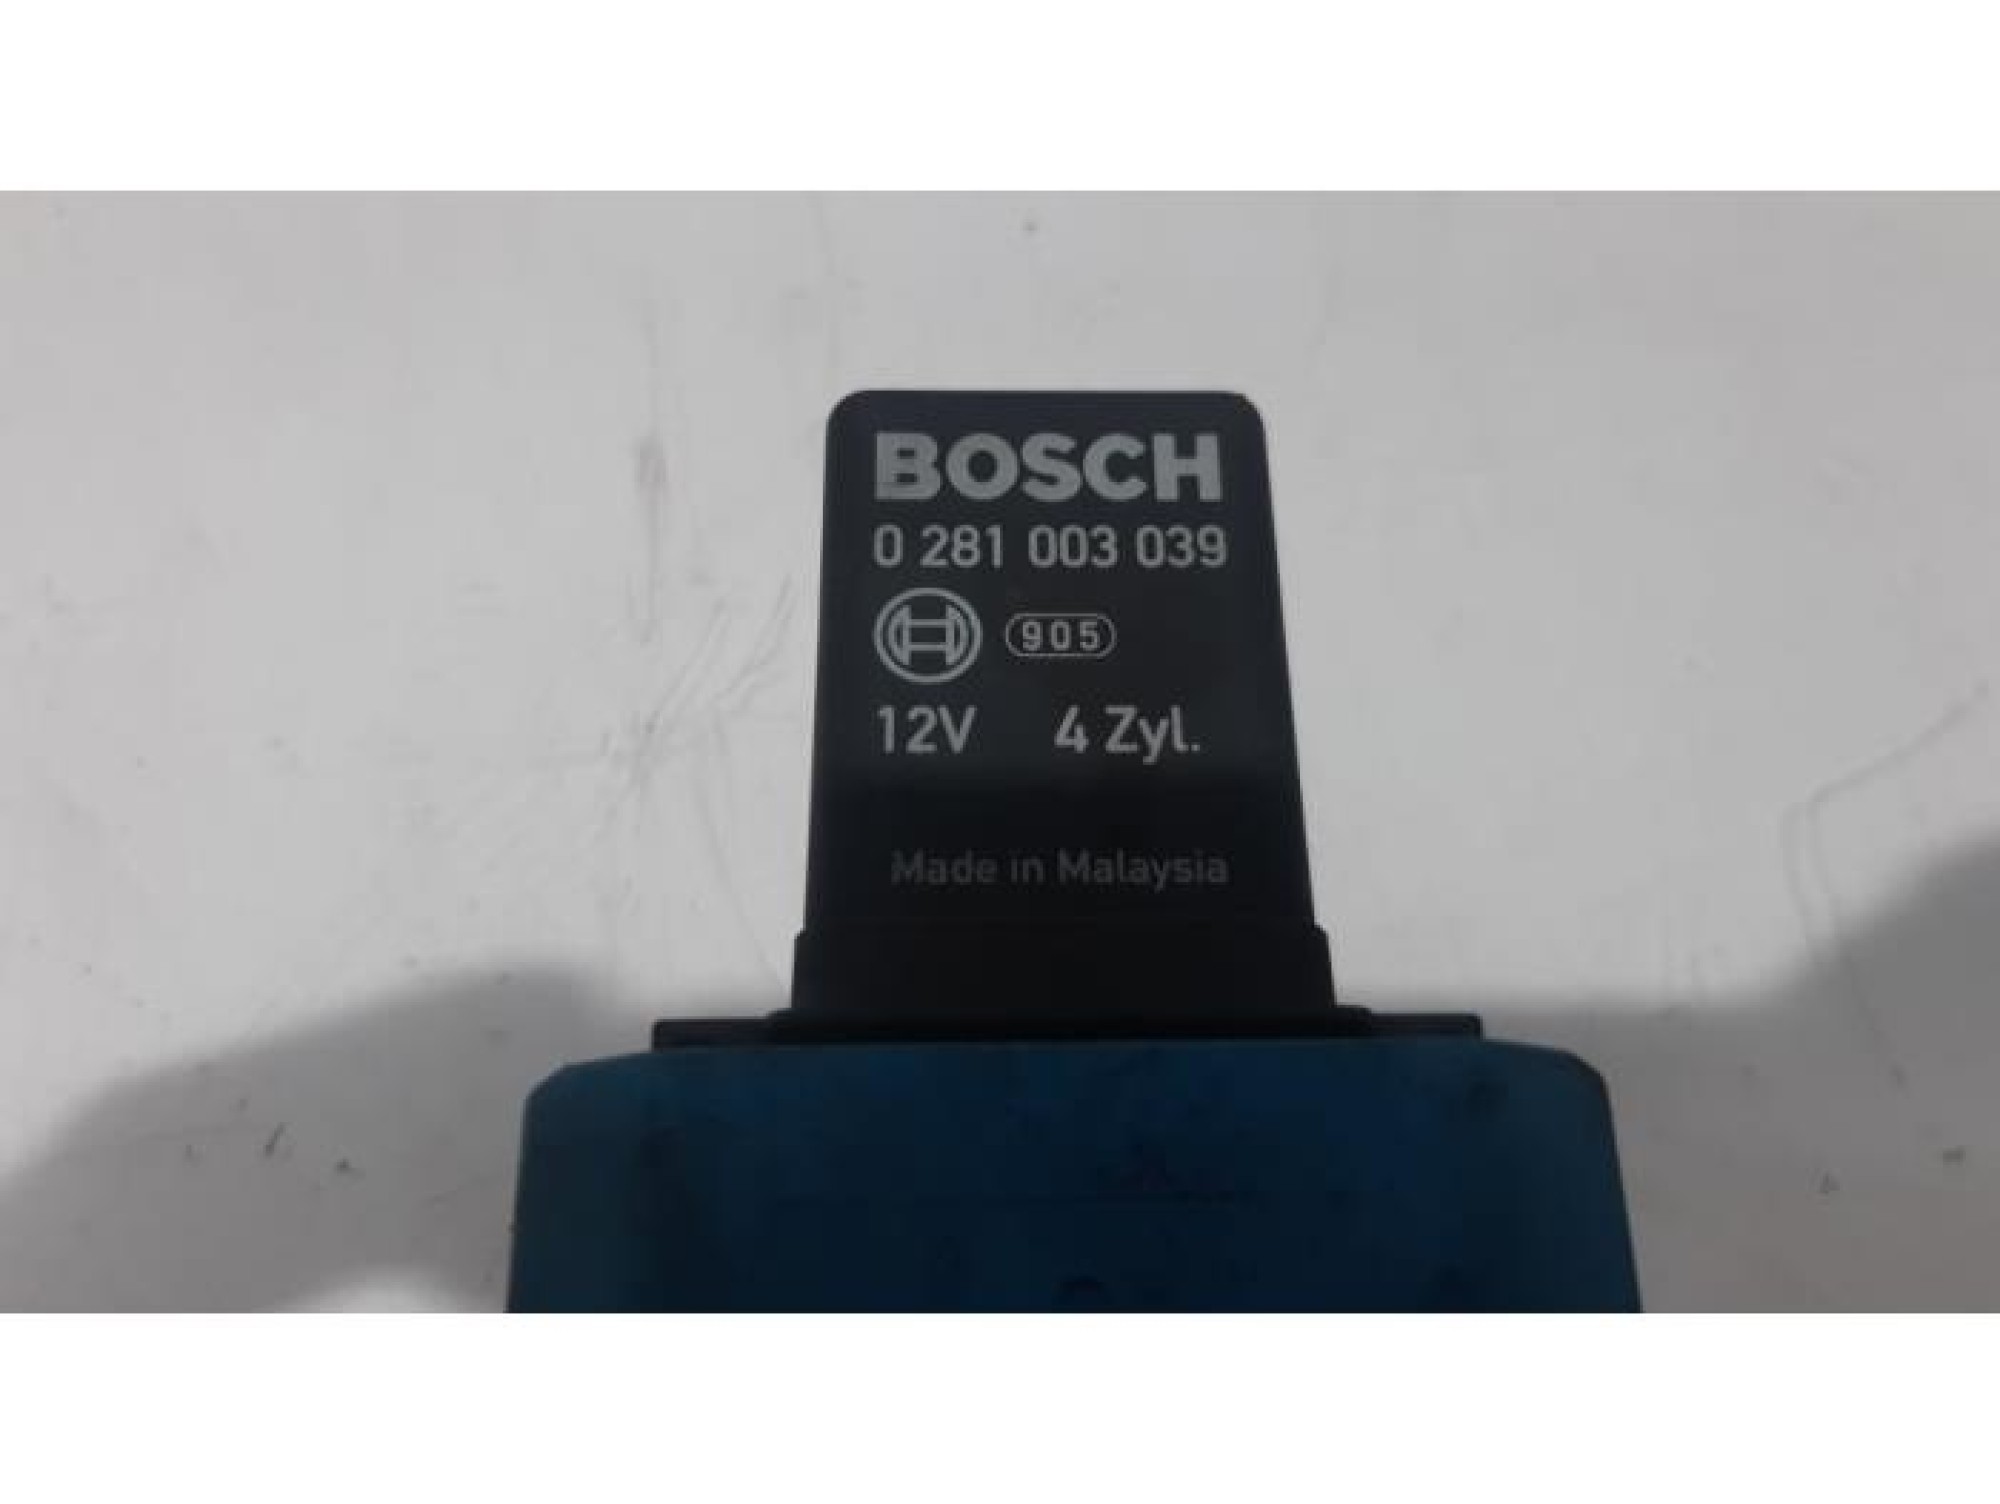 BOSCH
0 281 003 039
905
12V 4 Zyl.
Made in Malaysia